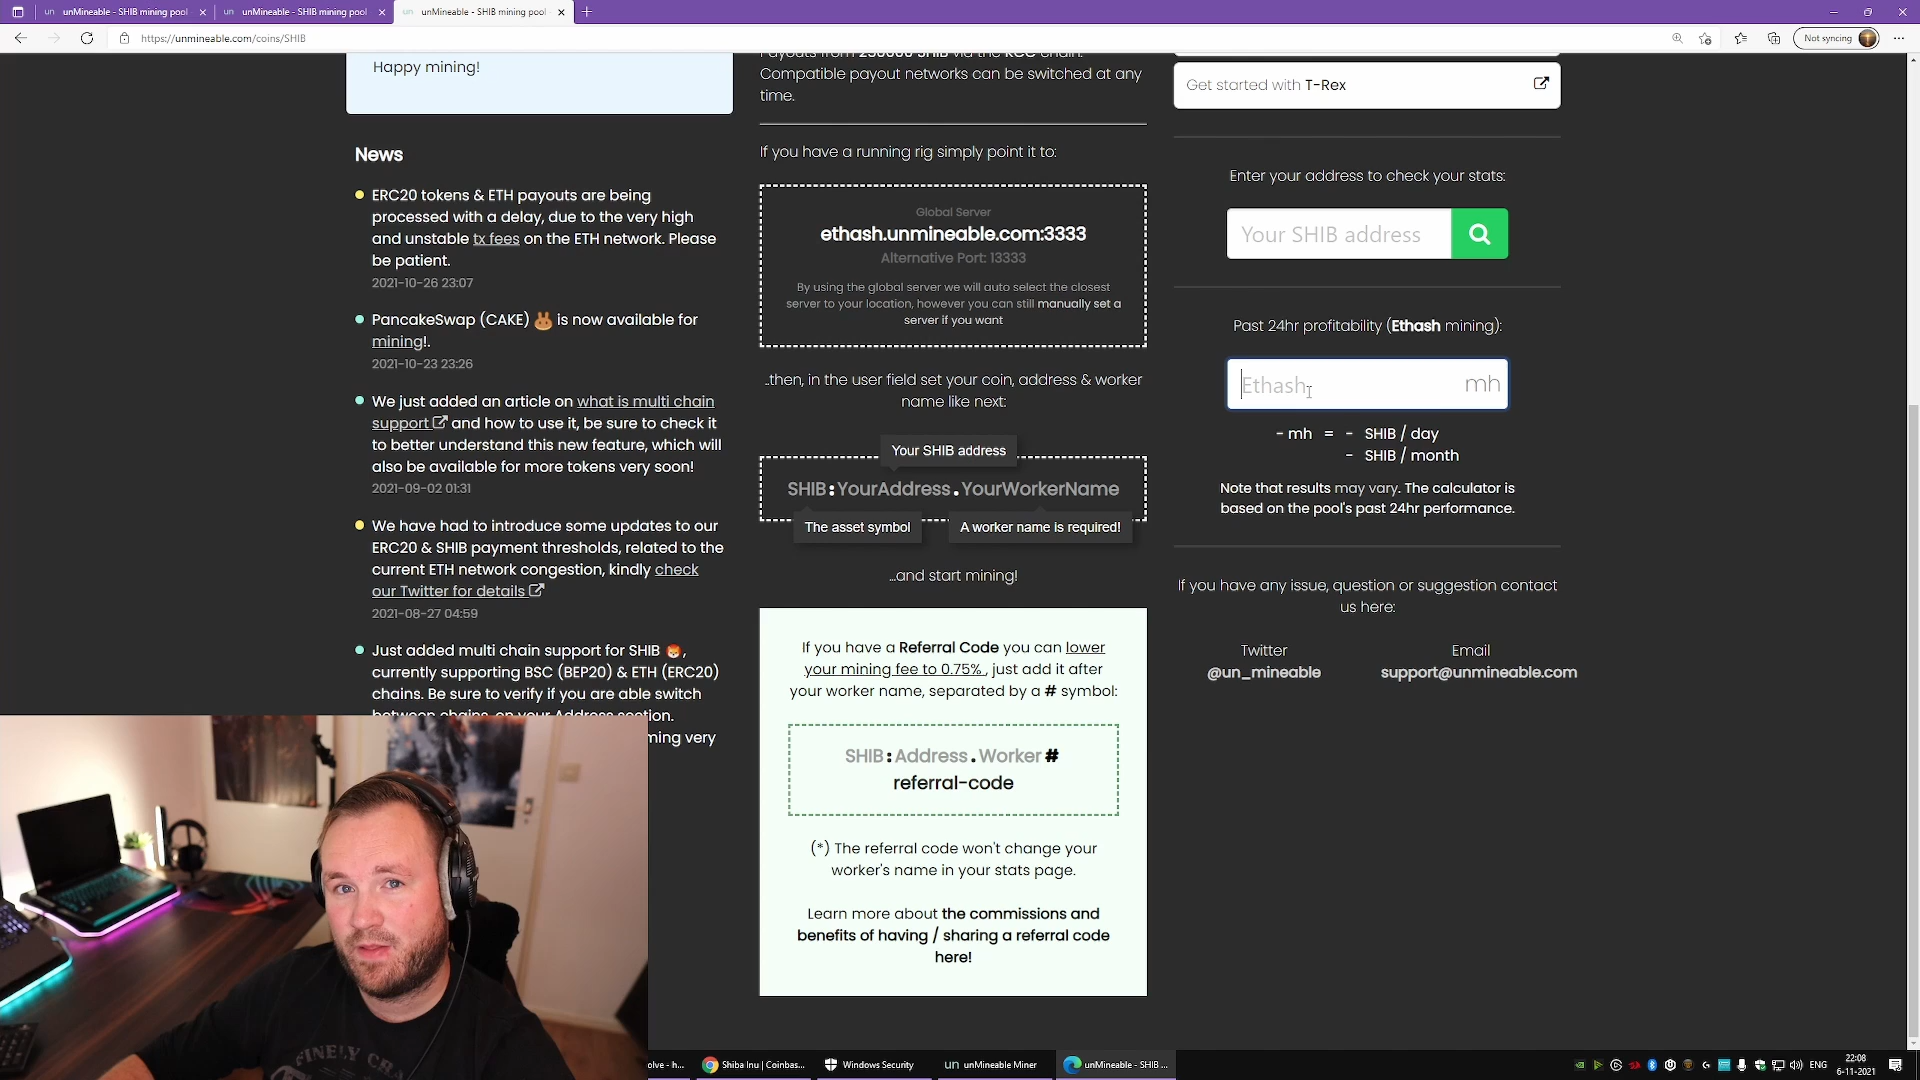 unMineable - SHIB mining pool
unMineable - SHIB mining pool
unMineable - SHIB mining pool
https://unmineable.com/coins/SHIB
Not syncing
Happy mining!
News
ERC20 tokens & ETH payouts are being
processed with a delay, due to the very high
and unstable tx fees on the ETH network. Please
be patient.
2021-10-26 23:07
PancakeSwap (CAKE) is now available for
mining!.
2021-10-23 23:26
We just added an article on what is multi chain
support and how to use it, be sure to check it
to better understand this new feature, which will
also be available for more tokens very soon!
2021-09-02 01:31
We have had to introduce some updates to our
ERC20 & SHIB payment thresholds, related to the
current ETH network congestion, kindly check
our Twitter for details
2021-08-27 04:59
Just added multi chain support for SHIB ,
currently supporting BSC (BEP20) & ETH (ERC20)
chains. Be sure to verify if you are able switch
between chains, on your Address section.
ming very
Payouts from 250000 SHIB via the BSC chain.
Compatible payout networks can be switched at any
time.
If you have a running rig simply point it to:
Global Server
ethash.unmineable.com:3333
Alternative Port: 13333
By using the global server we will auto select the closest
server to your location, however you can still manually set a
server if you want
..then, in the user field set your coin, address & worker
name like next:
Your SHIB address
SHIB:YourAddress.YourWorkerName
The asset symbol
A worker name is required!
...and start mining!
If you have a Referral Code you can lower
your mining fee to 0.75% , just add it after
your worker name, separated by a # symbol:
SHIB:Address.Worker#
referral-code
(*) The referral code won't change your
worker's name in your stats page.
Learn more about the commissions and
benefits of having / sharing a referral code
here!
Get started with T-Rex
Enter your address to check your stats:
Your SHIB address
Past 24hr profitability (Ethash mining):
Ethash mh
- mh = - SHIB / day
- SHIB / month
Note that results may vary. The calculator is
based on the pool's past 24hr performance.
If you have any issue, question or suggestion contact
us here:
Twitter
@un_mineable
Email
support@unmineable.com
FINELY CRA
olve - h...
Shiba Inu | Coinbas...
Windows Security
unMineable Miner
unMineable - SHIB ...
ENG
22:08
6-11-2021